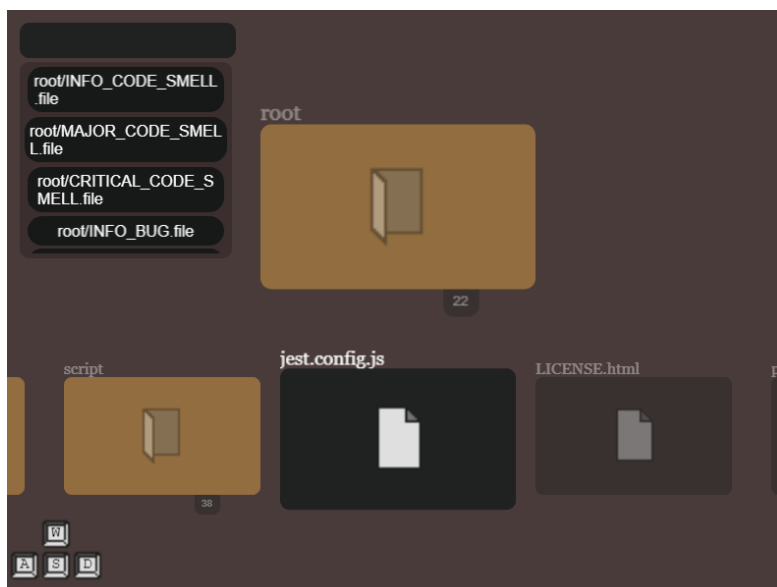 root/INFO_CODE_SMELL
.file
root/MAJOR_CODE_SMEL
L.file
root/CRITICAL_CODE_S
MELL.file
root/INFO_BUG.file
root
22
script
jest.config.js
LICENSE.html
38
W
A S D